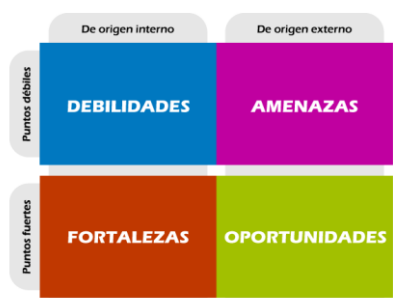 De origen interno
De origen externo
Puntos débiles
DEBILIDADES
AMENAZAS
Puntos fuertes
FORTALEZAS
OPORTUNIDADES